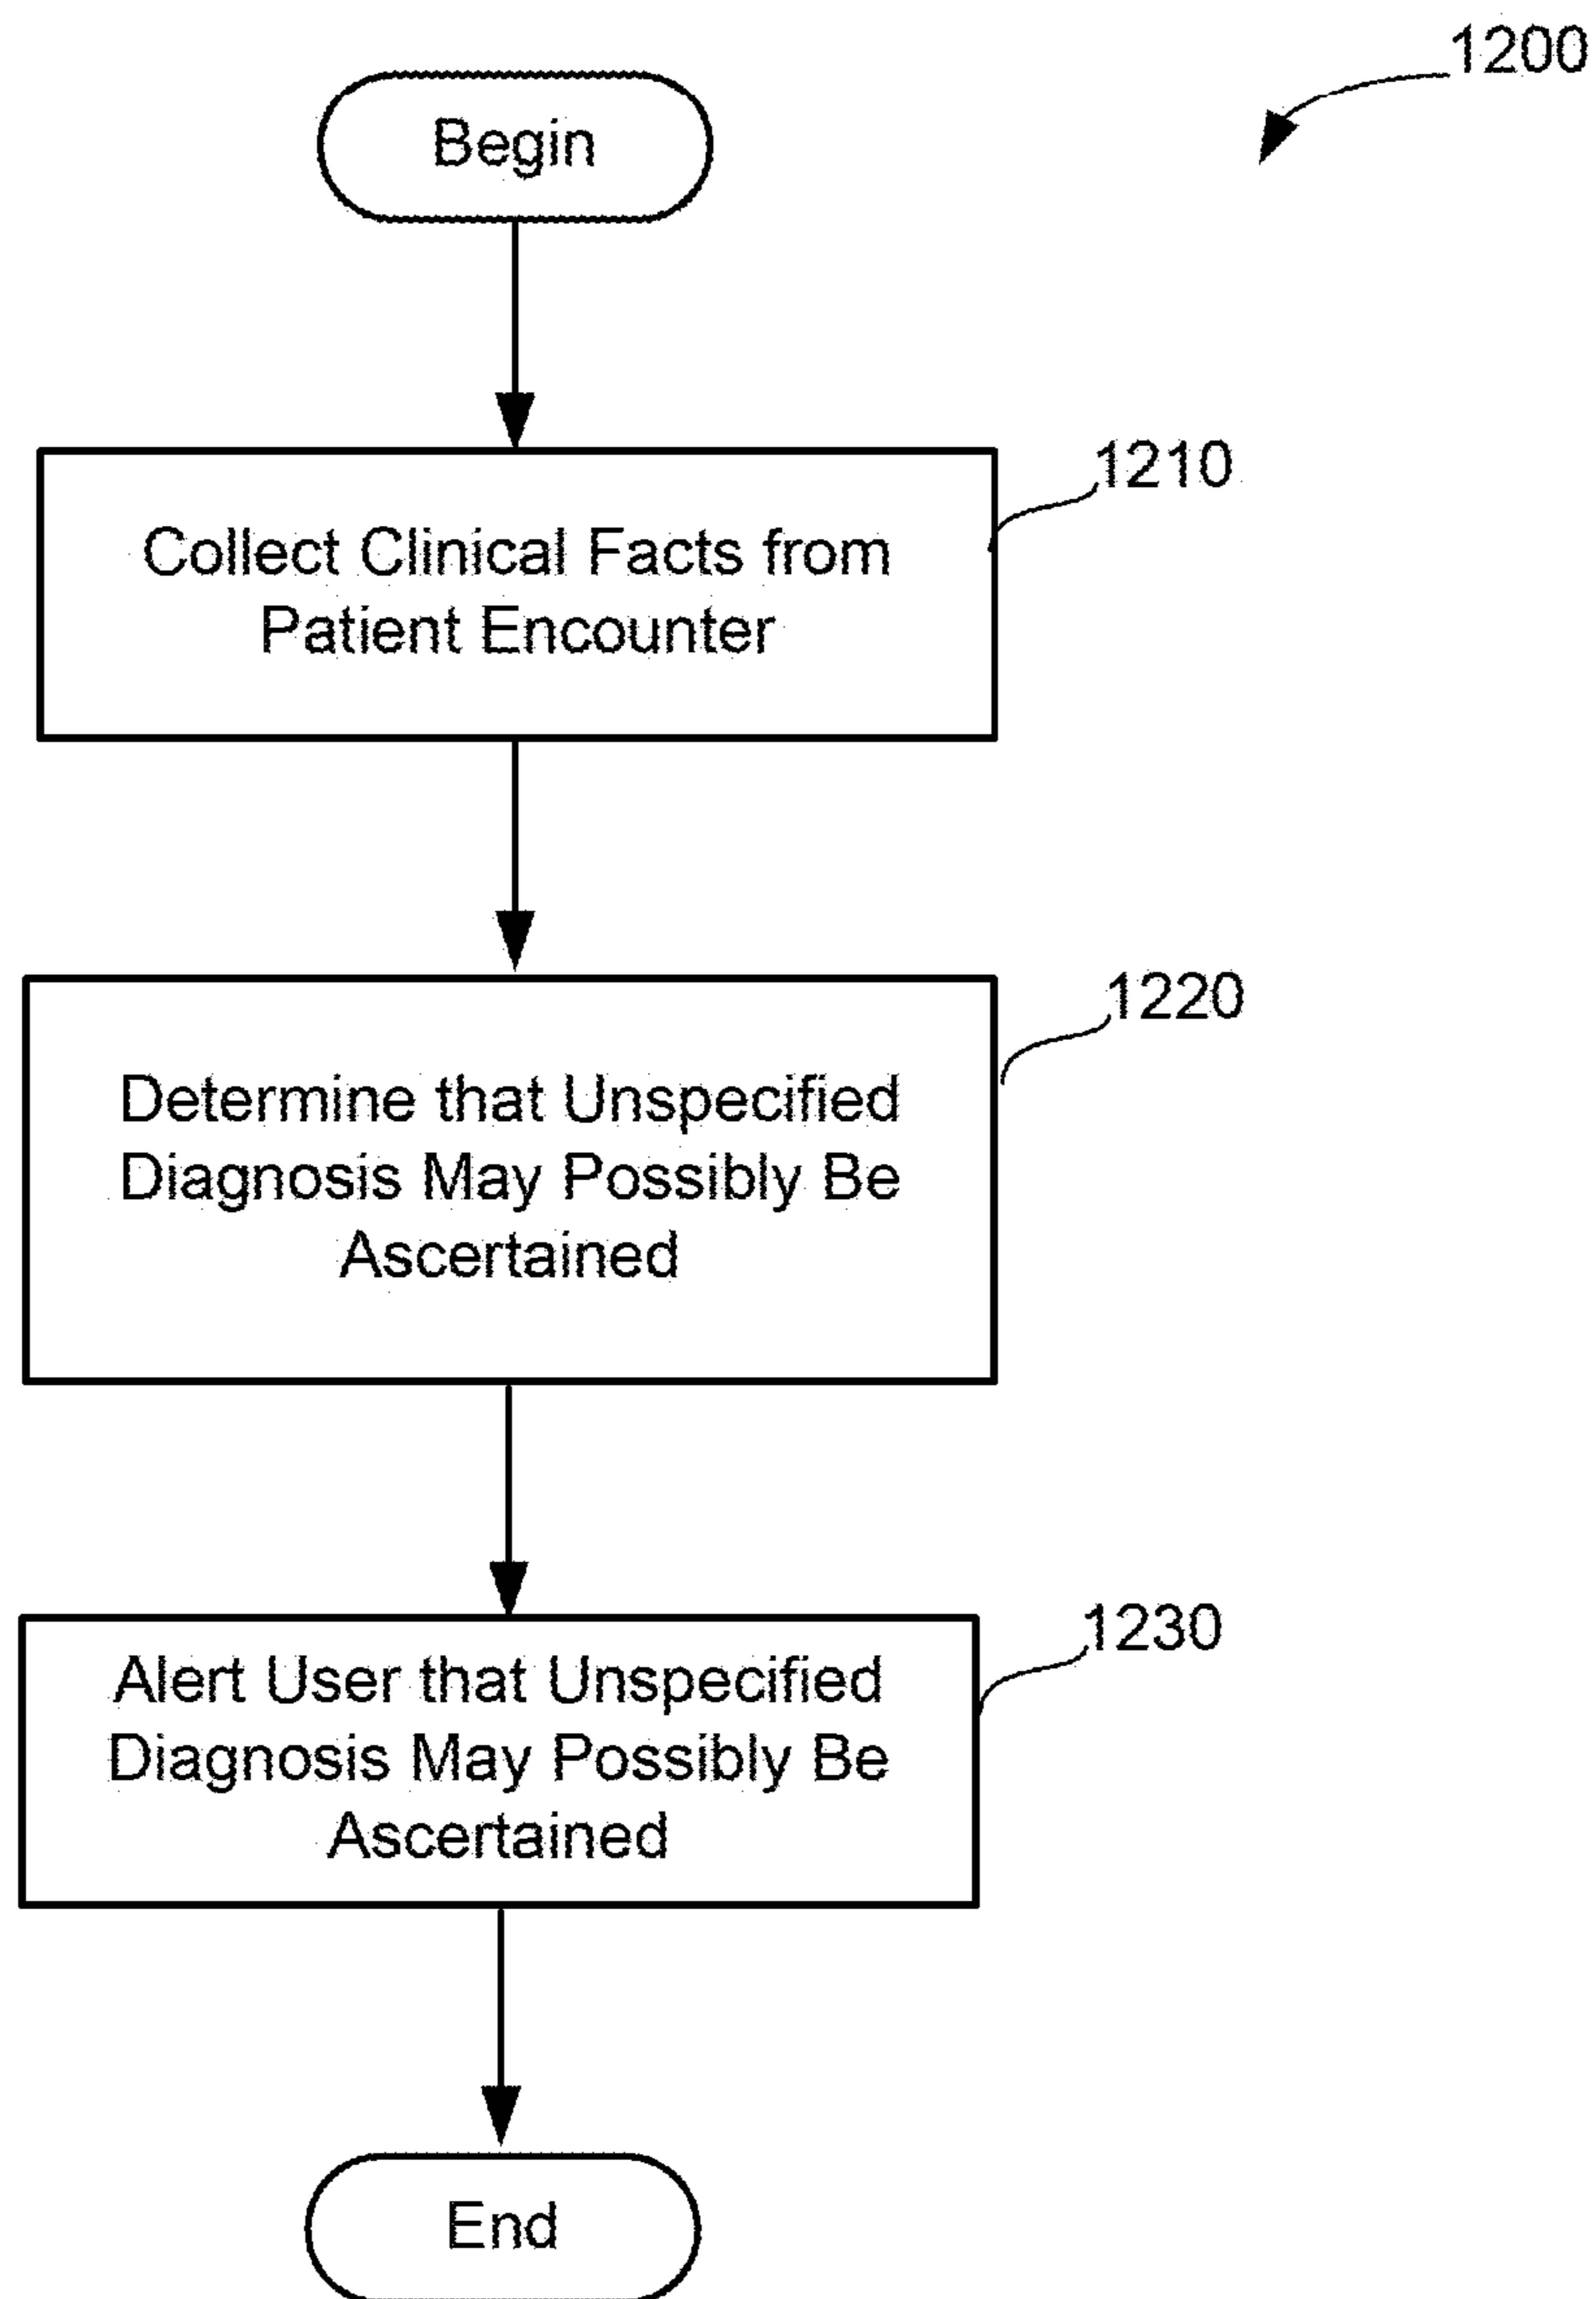 1200
Begin
1210
Collect Clinical Facts from
Patient Encounter
1220
Determine that Unspecified
Diagnosis May Possibly Be
Ascertained
1230
Alert User that Unspecified
Diagnosis May Possibly Be
Ascertained
End